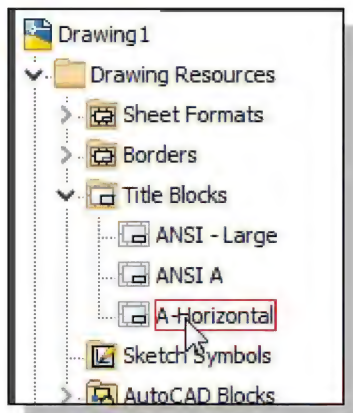 Drawing1
Drawing Resources
Sheet Formats
Borders
Title Blocks
ANSI - Large
ANSI A
A-Horizontal
Sketch Symbols
AutoCAD Blocks